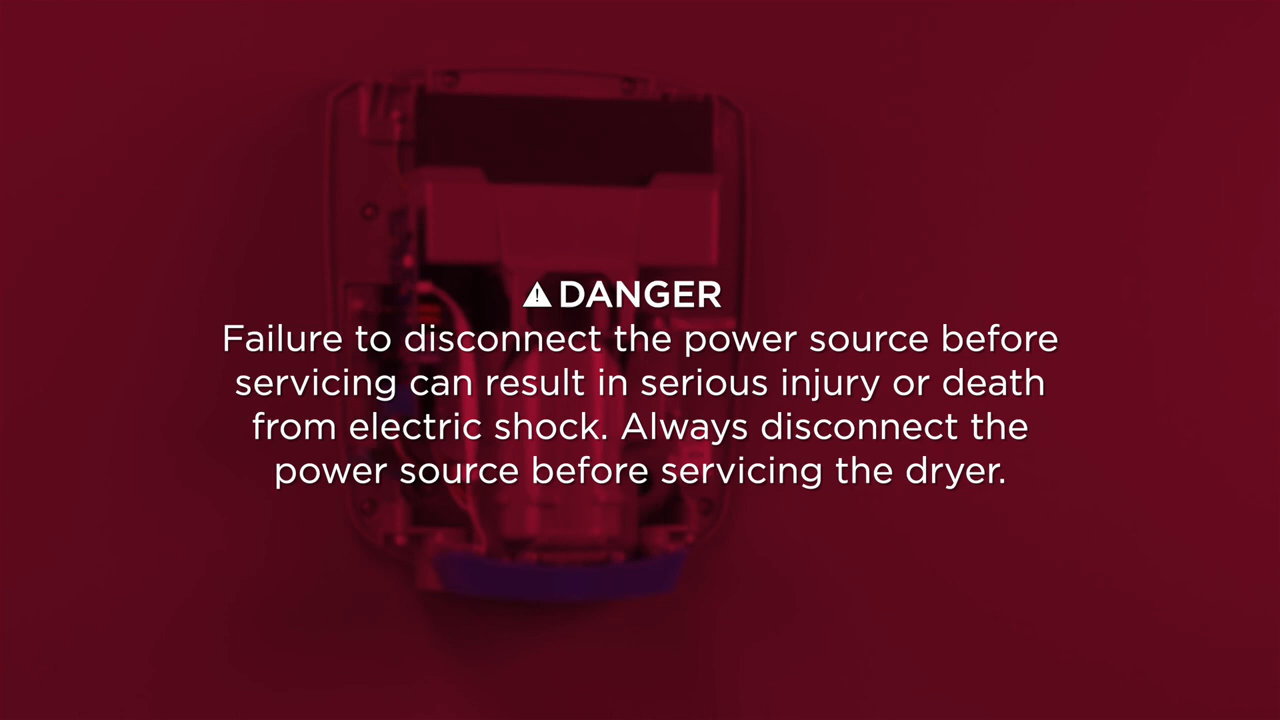 ⚠ DANGER
Failure to disconnect the power source before
servicing can result in serious injury or death
from electric shock. Always disconnect the
power source before servicing the dryer.